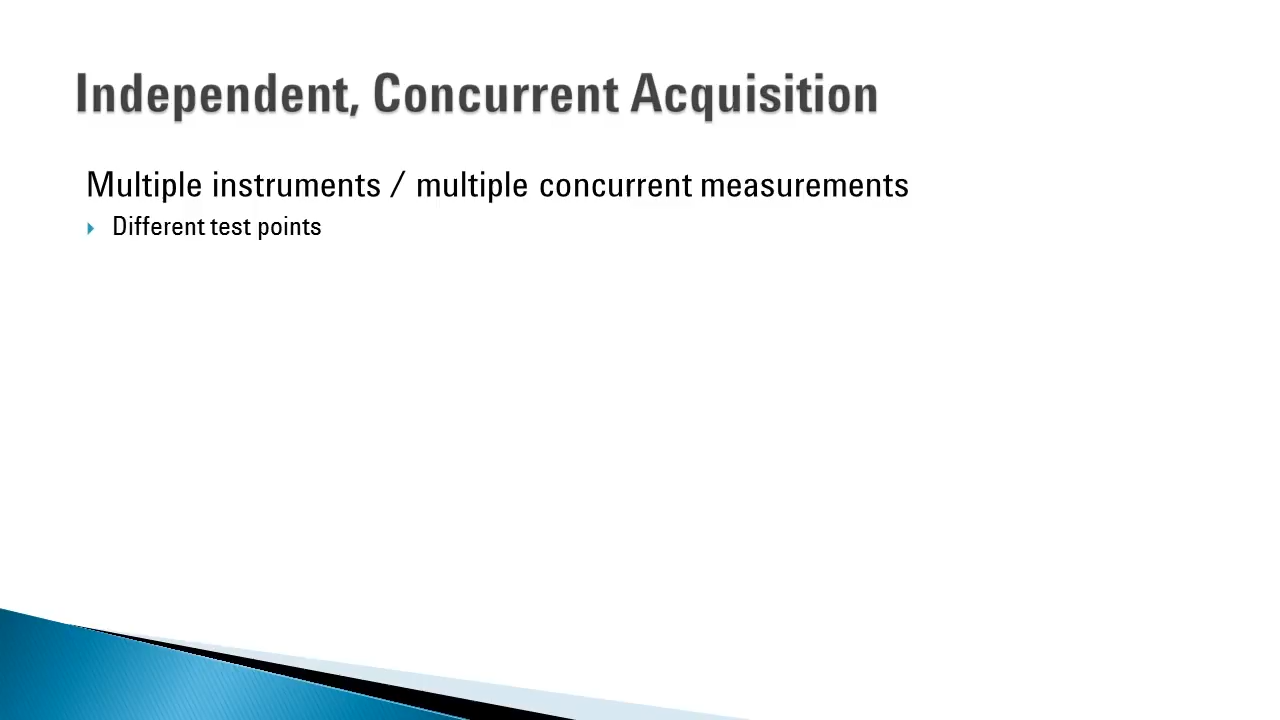 Independent, Concurrent Acquisition
Multiple instruments / multiple concurrent measurements
Different test points